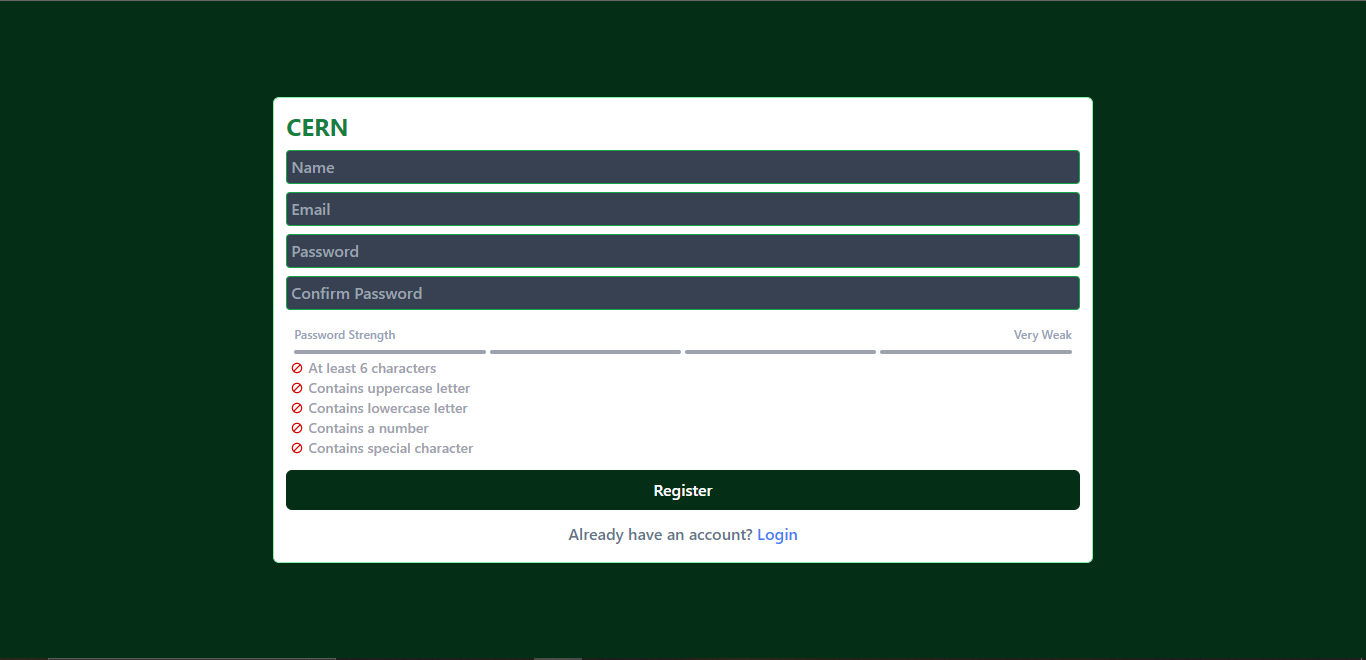 CERN
Name
Email
Password
Confirm Password
Password Strength Very Weak
At least 6 characters
Contains uppercase letter
Contains lowercase letter
Contains a number
Contains special character
Register
Already have an account? Login